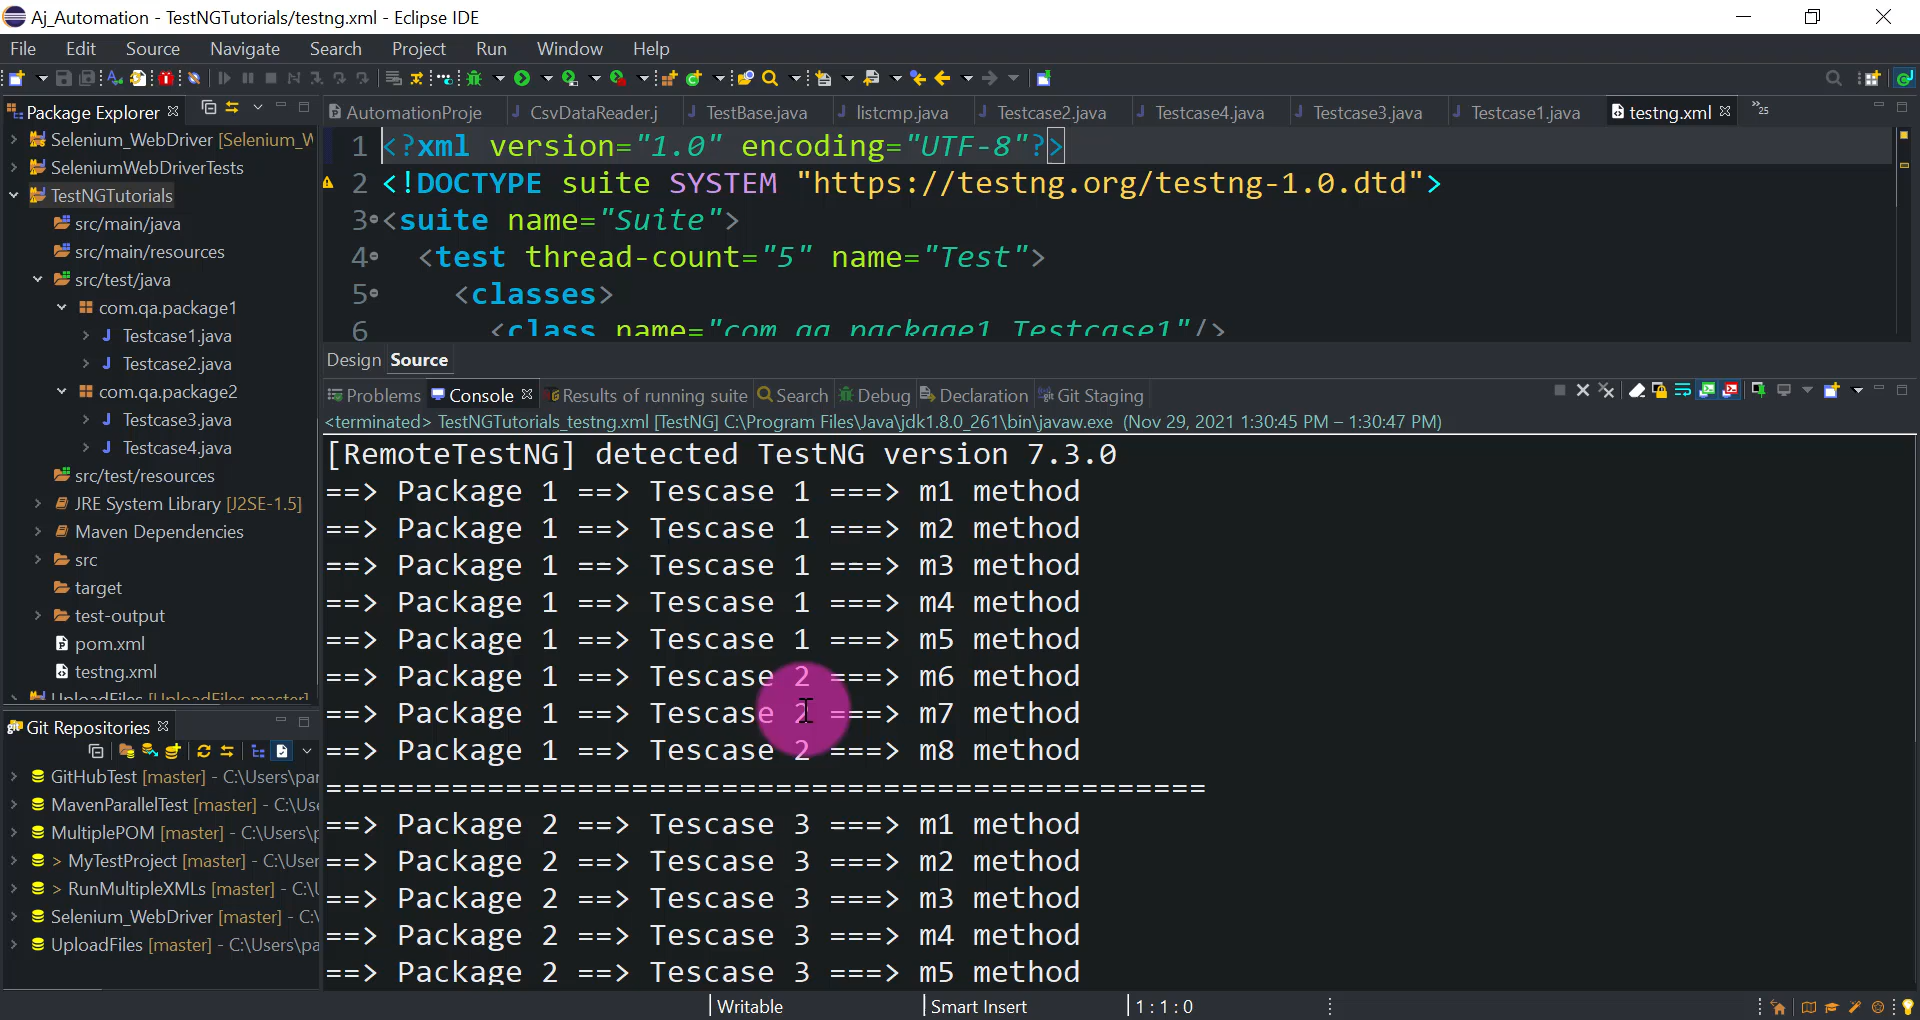 Aj_Automation - TestNGTutorials/testng.xml - Eclipse IDE
File Edit Source Navigate Search Project Run Window Help
Package Explorer
Selenium_WebDriver [Selenium_W
SeleniumWebDriverTests
TestNGTutorials
src/main/java
src/main/resources
src/test/java
com.qa.package1
Testcase1.java
Testcase2.java
com.qa.package2
Testcase3.java
Testcase4.java
src/test/resources
JRE System Library [J2SE-1.5]
Maven Dependencies
src
target
test-output
pom.xml
testng.xml
UploadFiles [UploadFiles master]
Git Repositories
GitHubTest [master] - C:\Users\par
MavenParallelTest [master] - C:\Use
MultiplePOM [master] - C:\Users\p
> MyTestProject [master] - C:\User
> RunMultipleXMLs [master] - C:\U
Selenium_WebDriver [master] - C:\
UploadFiles [master] - C:\Users\pa
AutomationProje CsvDataReader.j TestBase.java listcmp.java Testcase2.java Testcase4.java Testcase3.java Testcase1.java testng.xml »25
1 <?xml version="1.0" encoding="UTF-8"?>
2 <!DOCTYPE suite SYSTEM "https://testng.org/testng-1.0.dtd">
3 <suite name="Suite">
4 <test thread-count="5" name="Test">
5 <classes>
6 <class name="com.qa.package1.Testcase1"/>
Design Source
Problems Console Results of running suite Search Debug Declaration Git Staging
<terminated> TestNGTutorials_testng.xml [TestNG] C:\Program Files\Java\jdk1.8.0_261\bin\javaw.exe (Nov 29, 2021 1:30:45 PM – 1:30:47 PM)
[RemoteTestNG] detected TestNG version 7.3.0
==> Package 1 ==> Tescase 1 ===> m1 method
==> Package 1 ==> Tescase 1 ===> m2 method
==> Package 1 ==> Tescase 1 ===> m3 method
==> Package 1 ==> Tescase 1 ===> m4 method
==> Package 1 ==> Tescase 1 ===> m5 method
==> Package 1 ==> Tescase 2 ===> m6 method
==> Package 1 ==> Tescase 2 ===> m7 method
==> Package 1 ==> Tescase 2 ===> m8 method
=================================================
==> Package 2 ==> Tescase 3 ===> m1 method
==> Package 2 ==> Tescase 3 ===> m2 method
==> Package 2 ==> Tescase 3 ===> m3 method
==> Package 2 ==> Tescase 3 ===> m4 method
==> Package 2 ==> Tescase 3 ===> m5 method
Writable Smart Insert 1 : 1 : 0